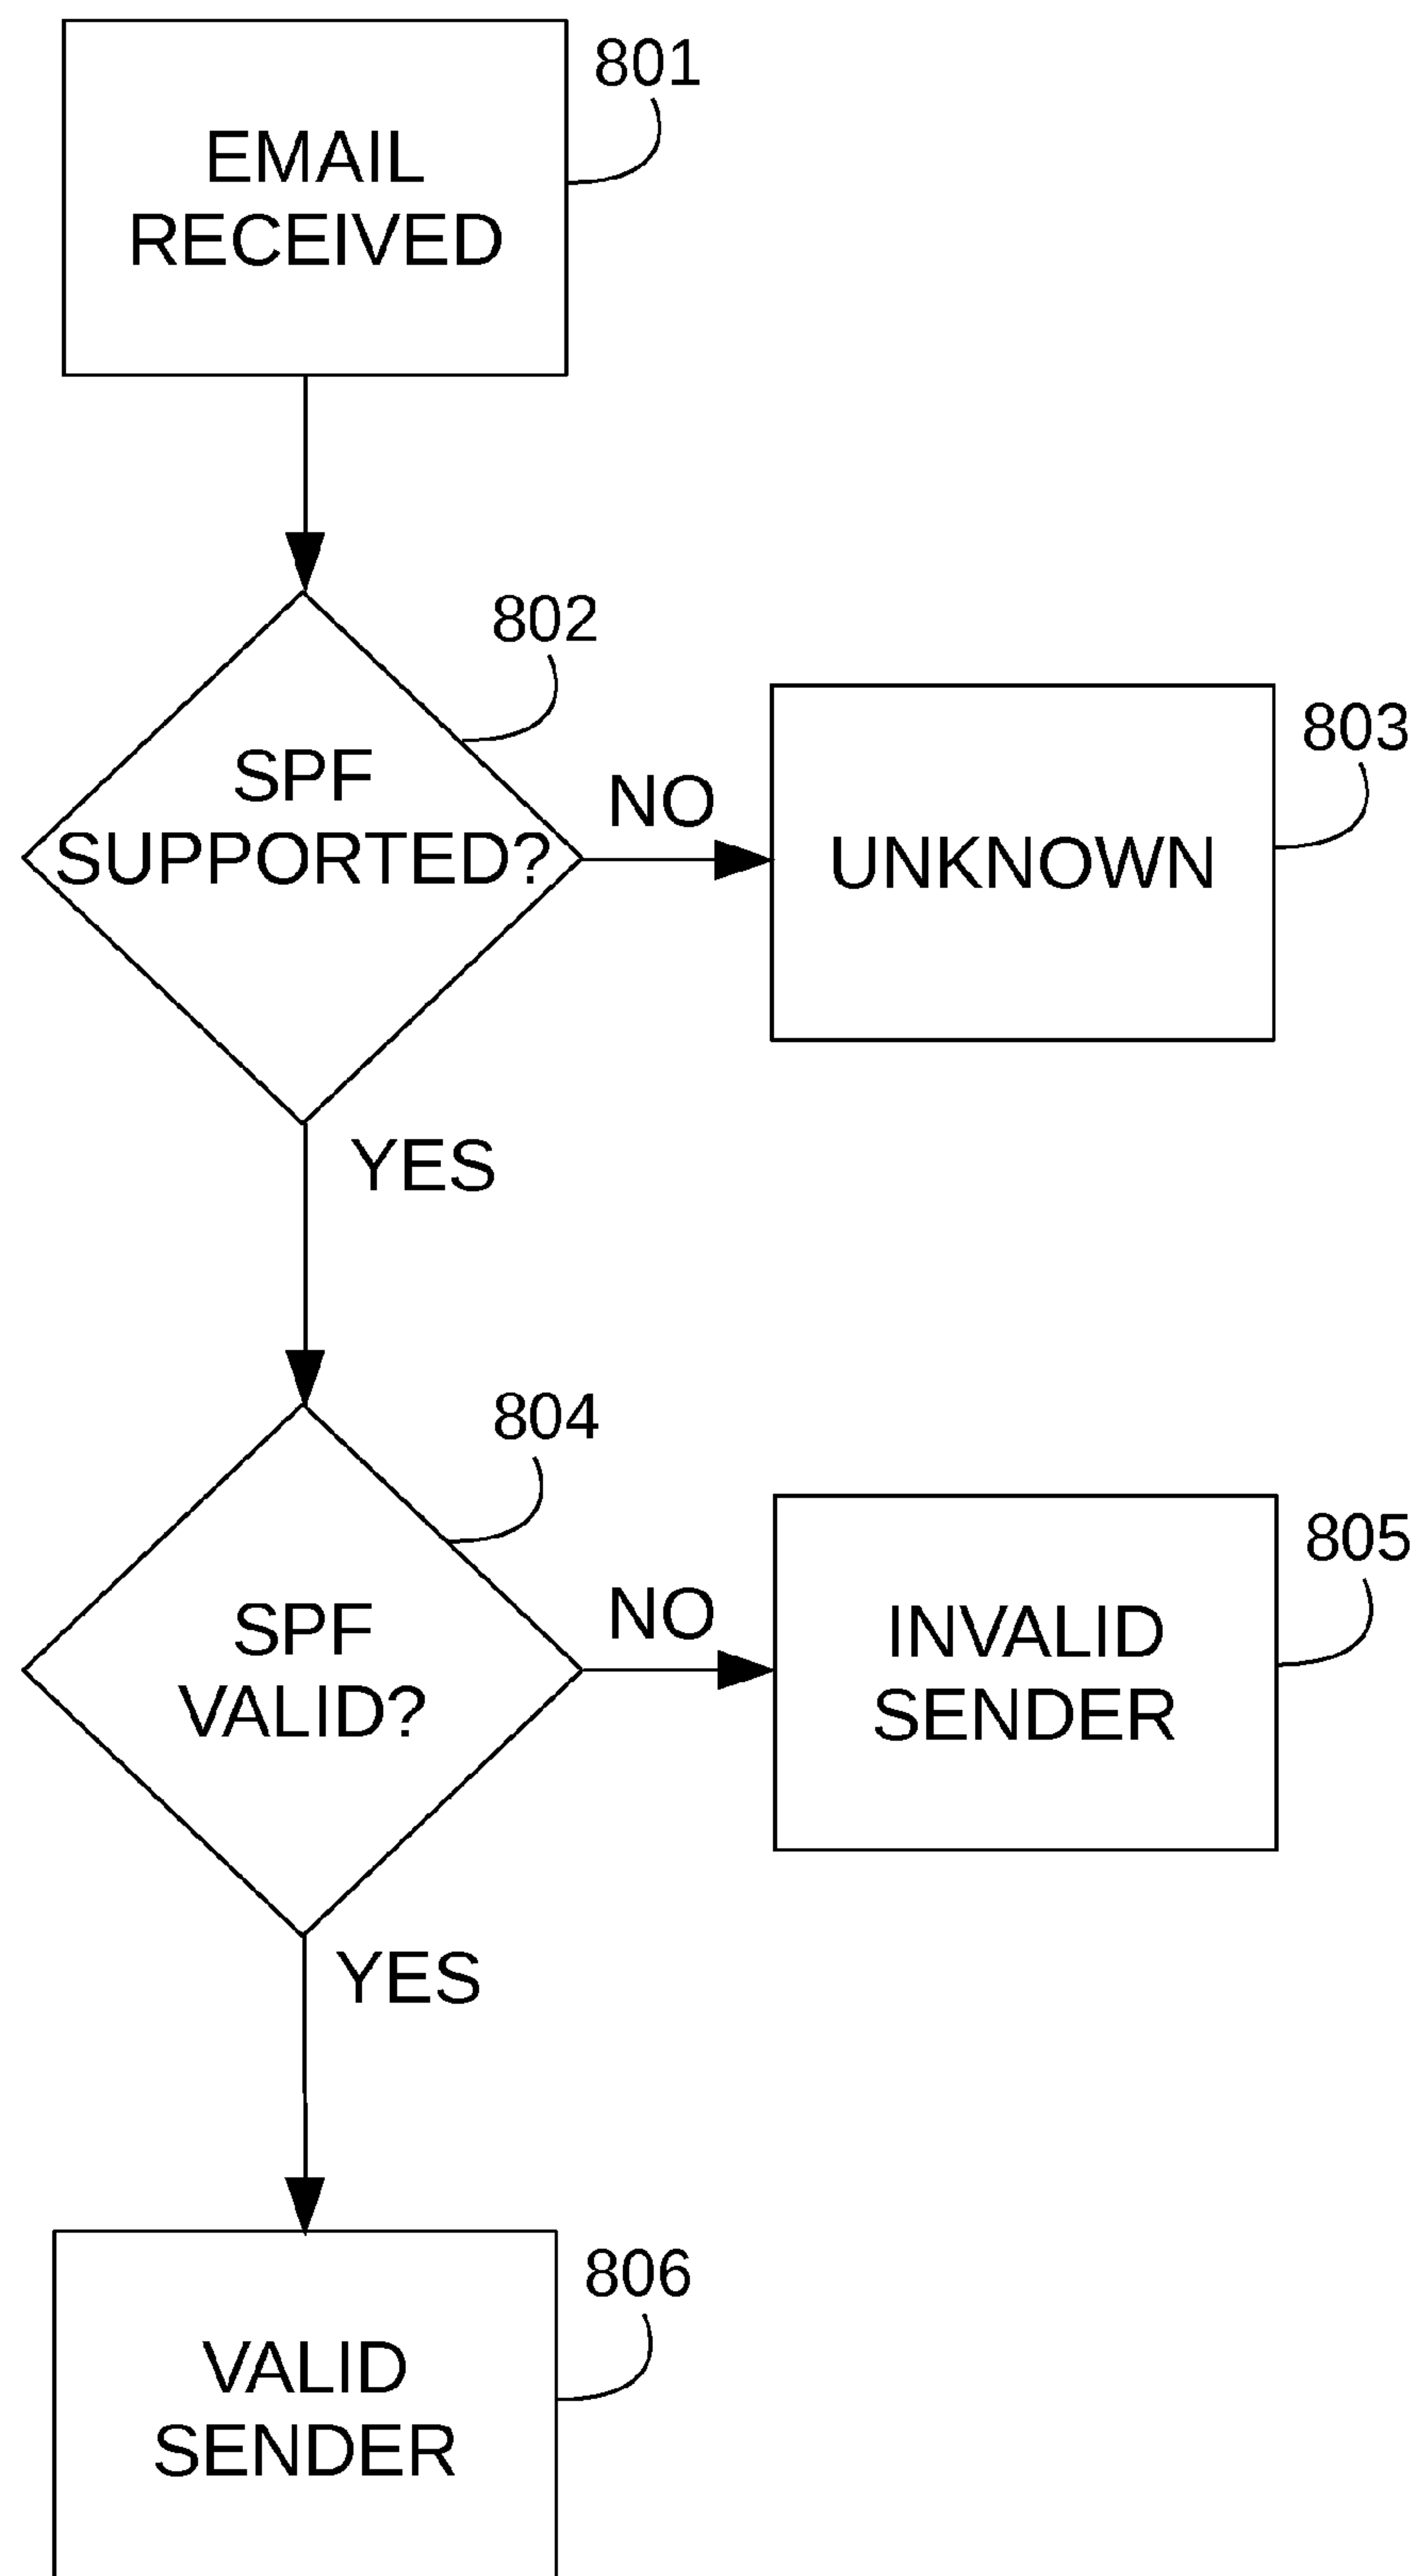 801
EMAIL
RECEIVED
802
SPF
SUPPORTED?
NO
803
UNKNOWN
YES
804
SPF
VALID?
NO
805
INVALID
SENDER
YES
806
VALID
SENDER